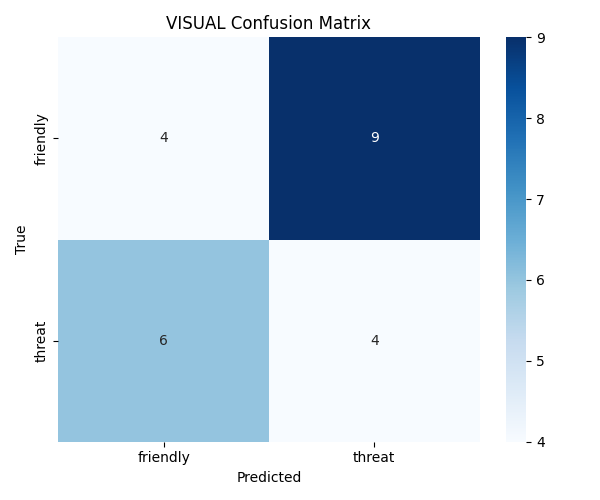 VISUAL Confusion Matrix
friendly
threat
True
4
9
6
4
friendly
threat
Predicted
9
8
7
6
5
4